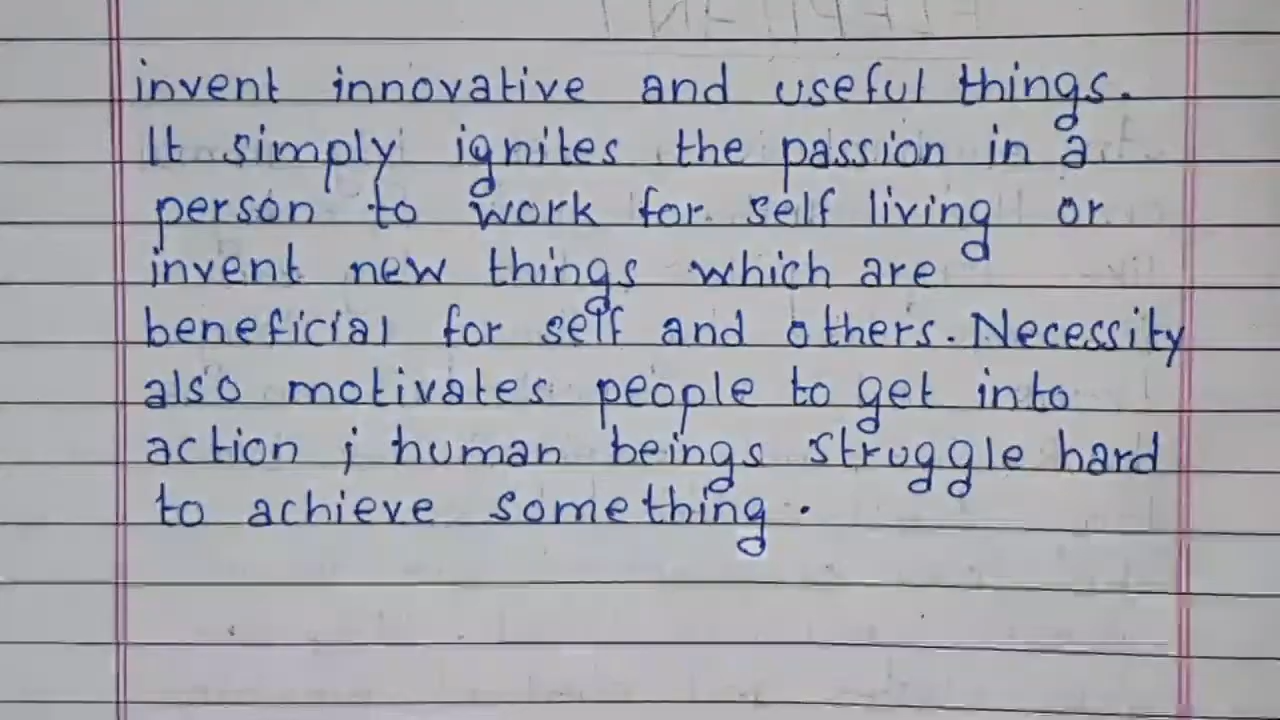 invent innovative and useful things.
It simply ignites the passion in a
person to work for self living or
invent new things which are
beneficial for self and others. Necessity
also motivates people to get into
action ; human beings struggle hard
to achieve something.